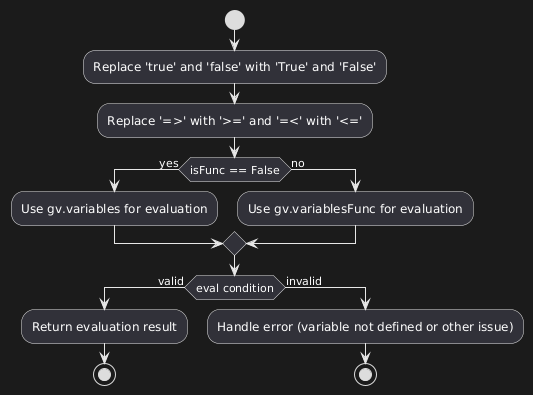 Replace 'true' and 'false' with 'True' and 'False'
Replace '=>' with '>=' and '=<' with '<='
yes
isFunc == False
no
Use gv.variables for evaluation
Use gv.variablesFunc for evaluation
valid
eval condition
invalid
Return evaluation result
Handle error (variable not defined or other issue)